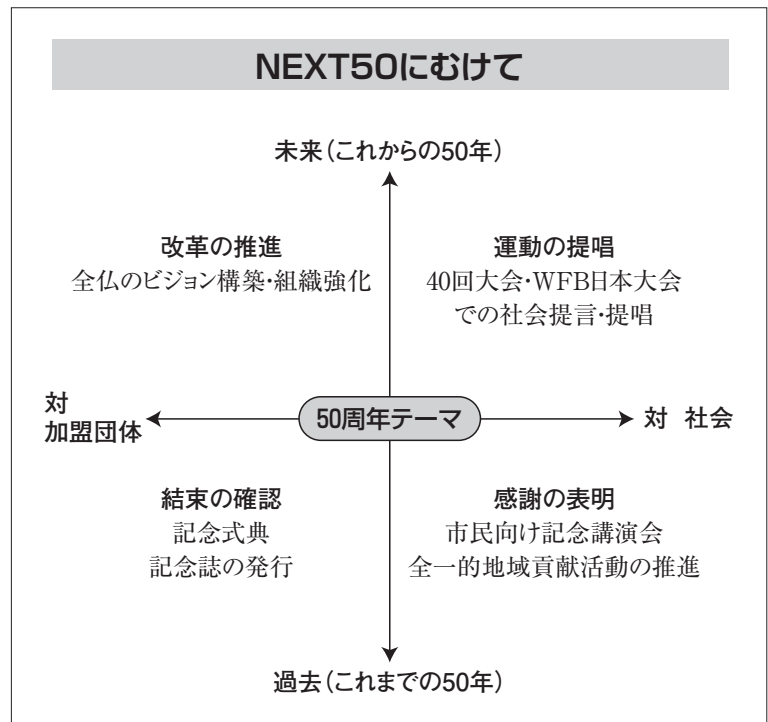 NEXT50にむけて
未来（これからの50年）
改革の推進
全仏のビジョン構築・組織強化
運動の提唱
40回大会・WFB日本大会
での社会提言・提唱
対
加盟団体
50周年テーマ
対 社会
結束の確認
記念式典
記念誌の発行
感謝の表明
市民向け記念講演会
全一的地域貢献活動の推進
過去（これまでの50年）